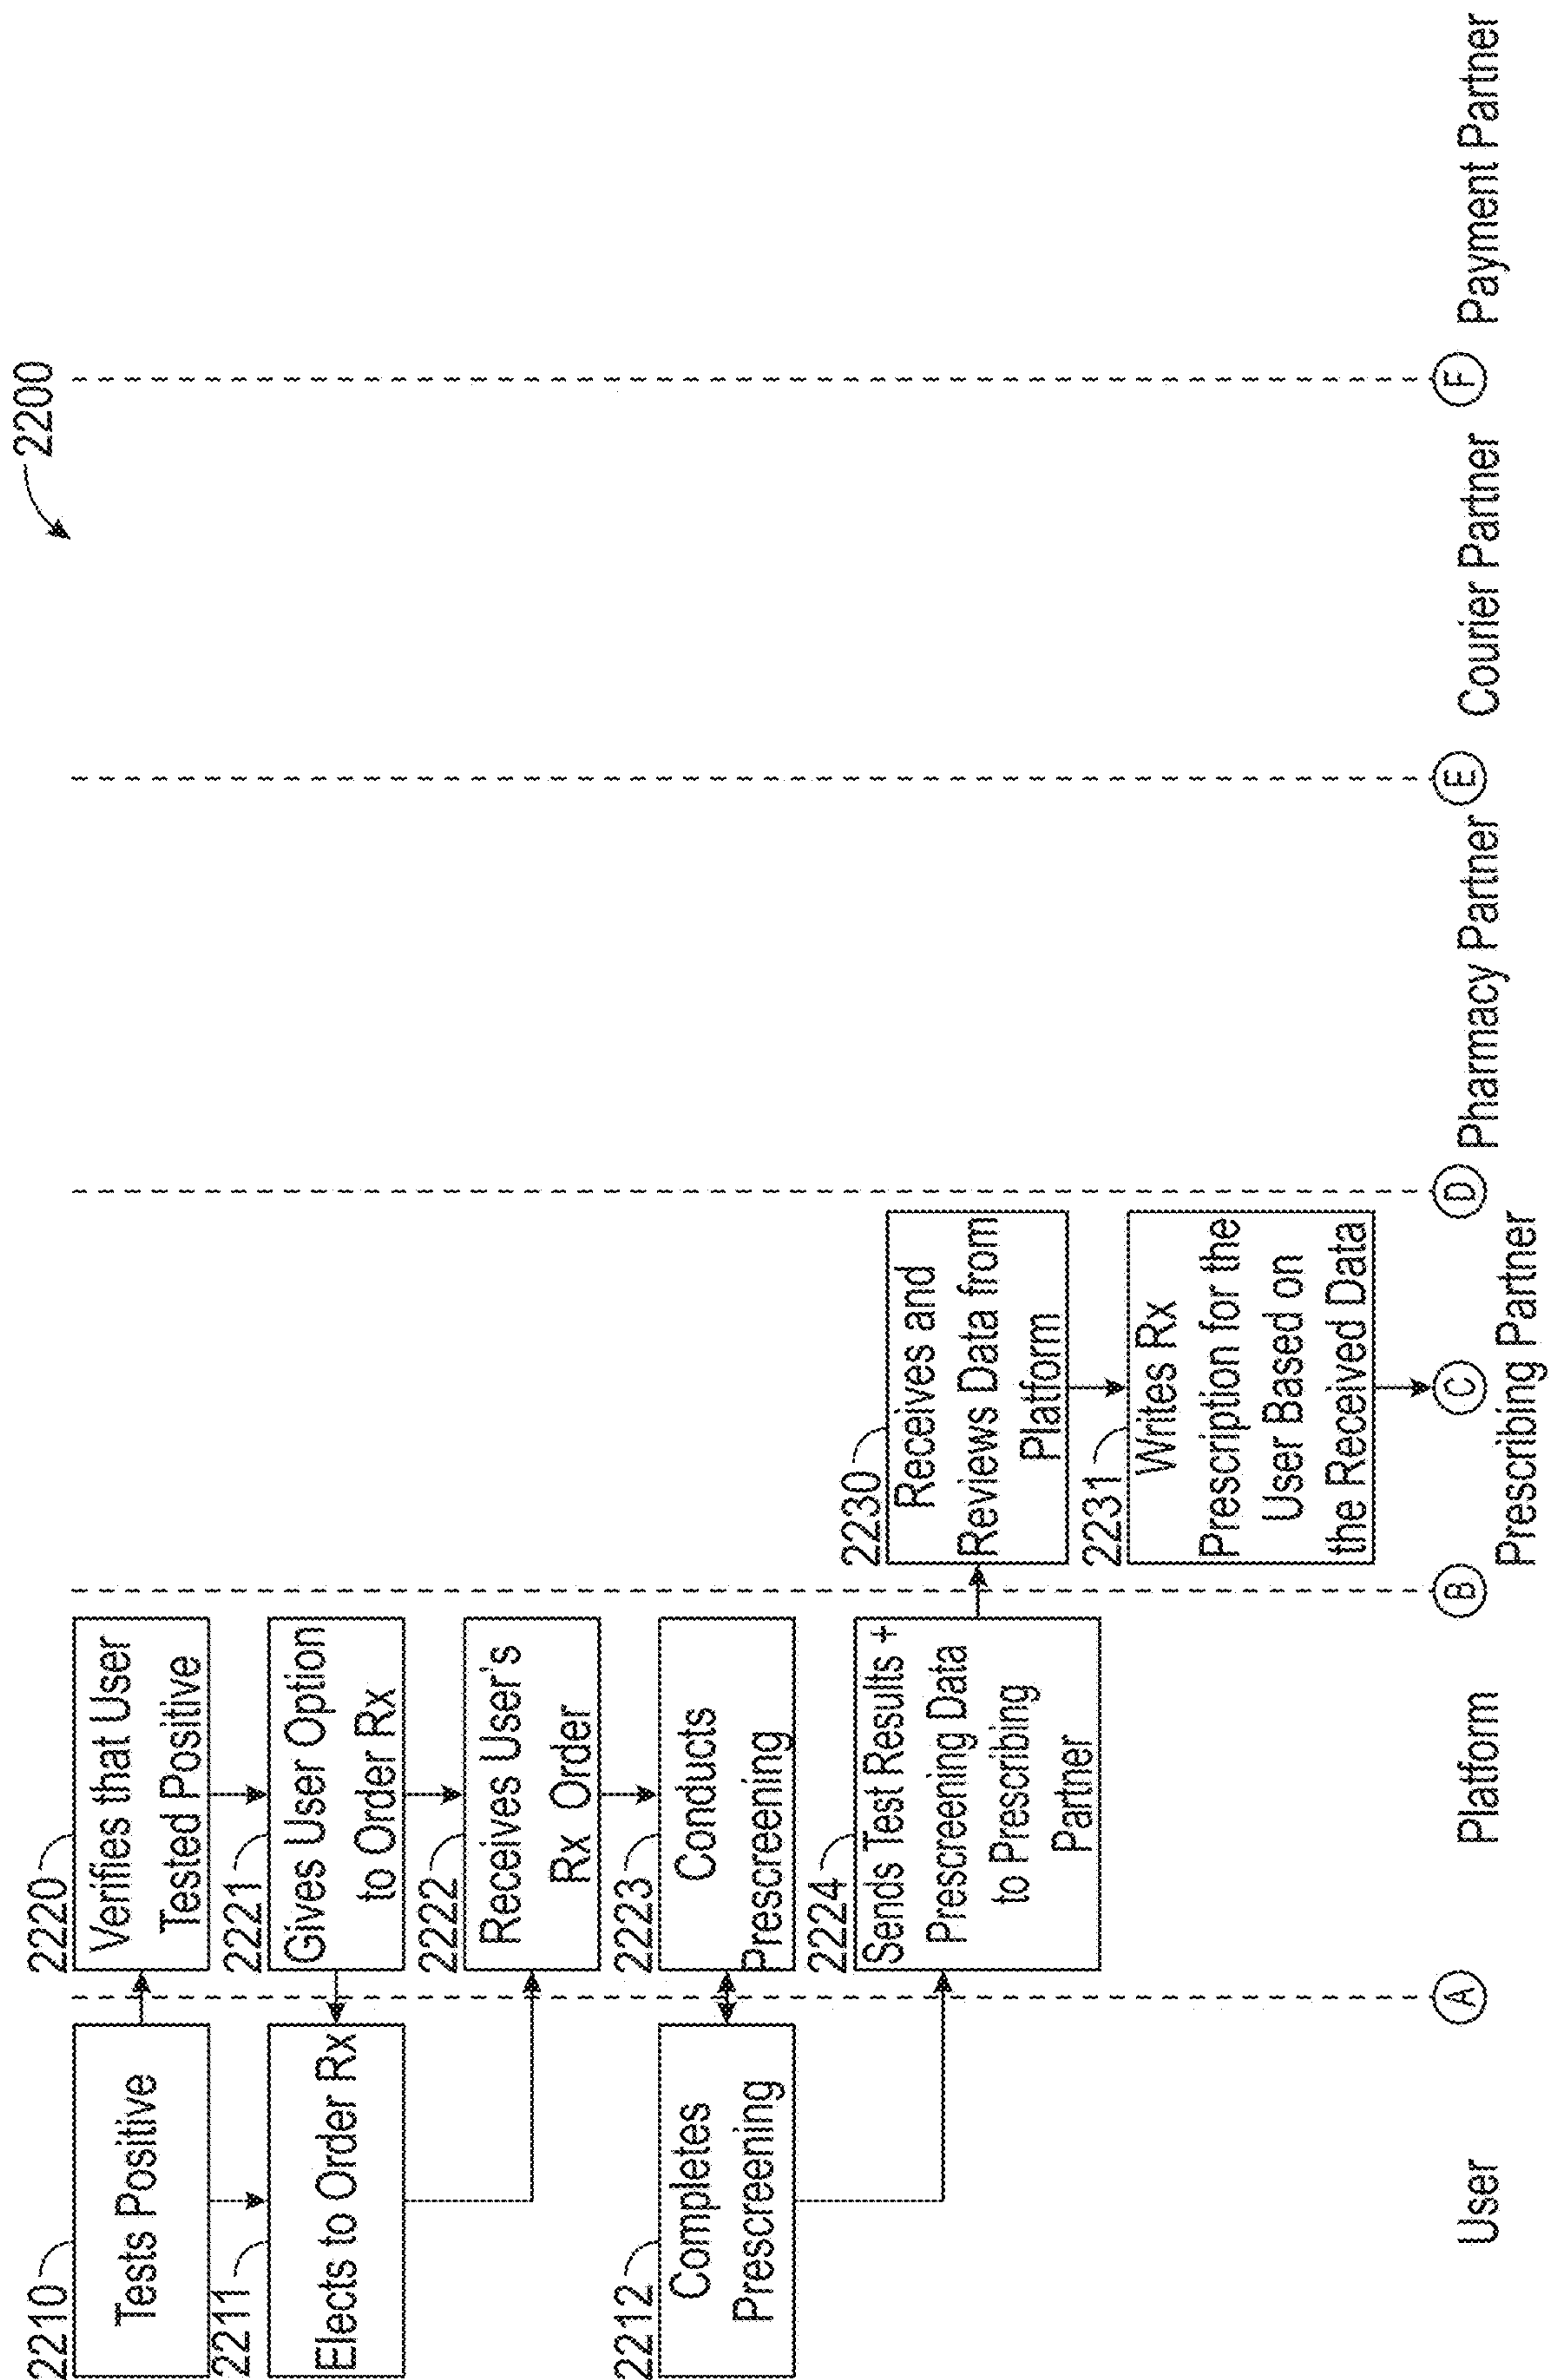 2200
2210
Tests Positive
2220
Verifies that User
Tested Positive
2211
Elects to Order Rx
2221
Gives User Option
to Order Rx
2222
Receives User's
Rx Order
2212
Completes
Prescreening
2223
Conducts
Prescreening
2224
Sends Test Results +
Prescreening Data
to Prescribing
Partner
2230
Receives and
Reviews Data from
Platform
2231
Writes Rx
Prescription for the
User Based on
the Received Data
User
A
Platform
B
C
Prescribing Partner
D
Pharmacy Partner
E
Courier Partner
F
Payment Partner